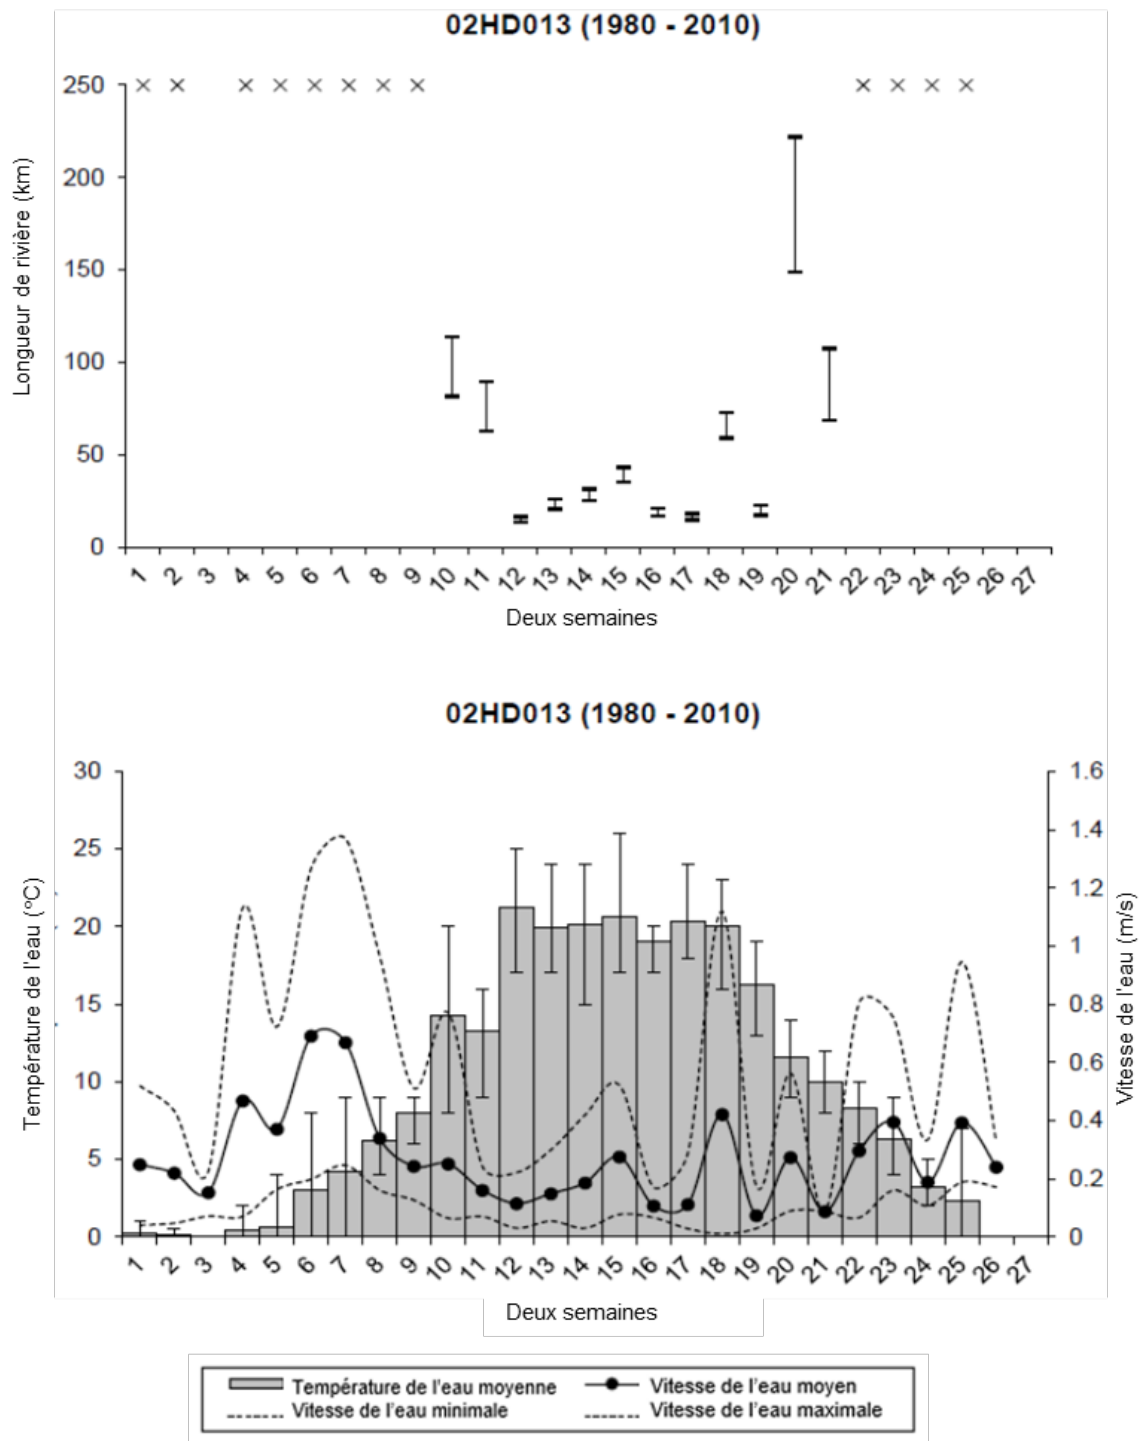 02HD013 (1980 - 2010)
Longueur de rivière (km)
250
200
150
100
50
0
1 2 3 4 5 6 7 8 9 10 11 12 13 14 15 16 17 18 19 20 21 22 23 24 25 26 27
Deux semaines
02HD013 (1980 - 2010)
Température de l'eau (ºC)
30
25
20
15
10
5
0
1.6
1.4
1.2
1
0.8
0.6
0.4
0.2
0
Vitesse de l'eau (m/s)
1 2 3 4 5 6 7 8 9 10 11 12 13 14 15 16 17 18 19 20 21 22 23 24 25 26 27
Deux semaines
Température de l'eau moyenne Vitesse de l'eau moyen
Vitesse de l'eau minimale Vitesse de l'eau maximale